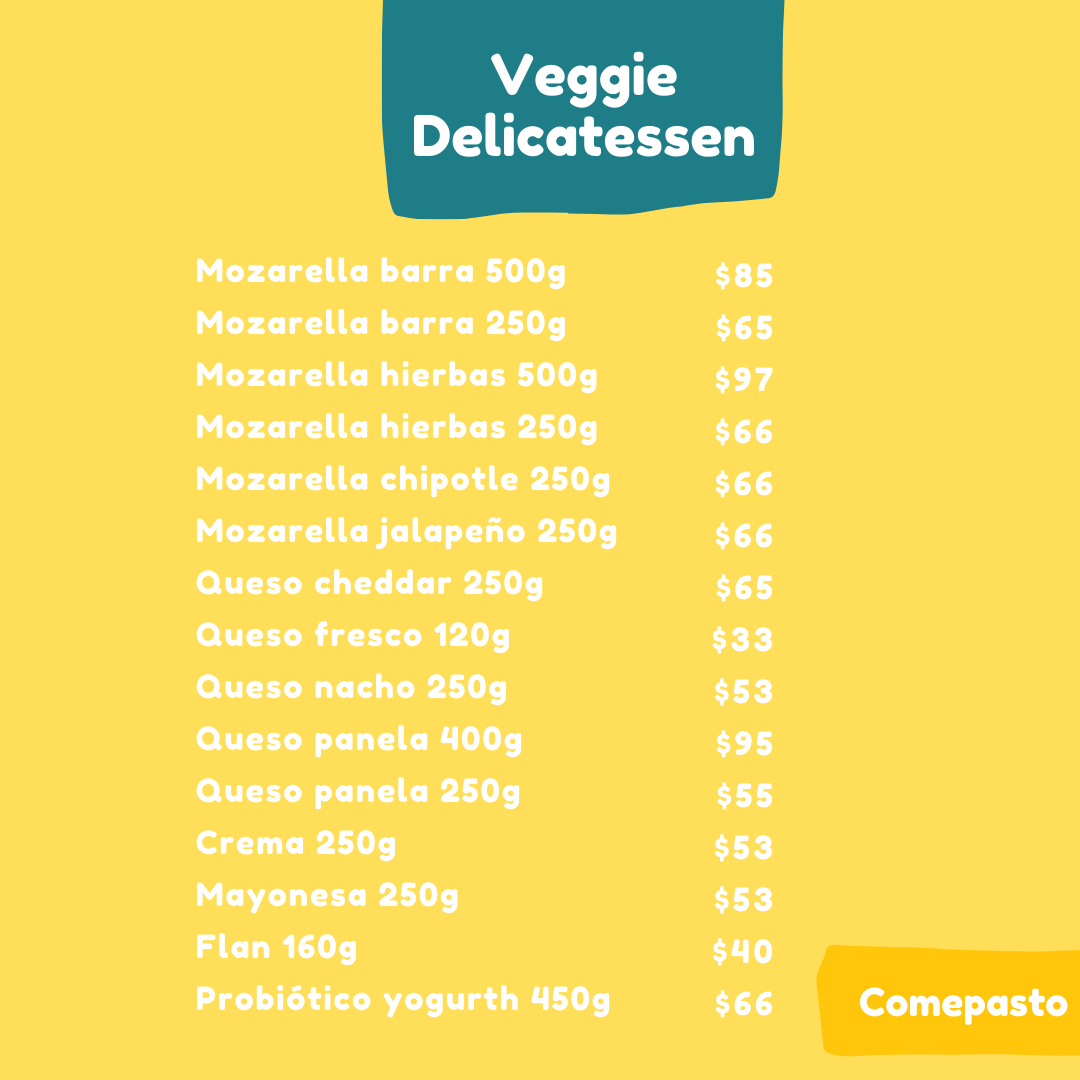 Veggie
Delicatessen
Mozarella barra 500g $85
Mozarella barra 250g $65
Mozarella hierbas 500g $97
Mozarella hierbas 250g $66
Mozarella chipotle 250g $66
Mozarella jalapeño 250g $66
Queso cheddar 250g $65
Queso fresco 120g $33
Queso nacho 250g $53
Queso panela 400g $95
Queso panela 250g $55
Crema 250g $53
Mayonesa 250g $53
Flan 160g $40
Probiótico yogurth 450g $66
Comepasto